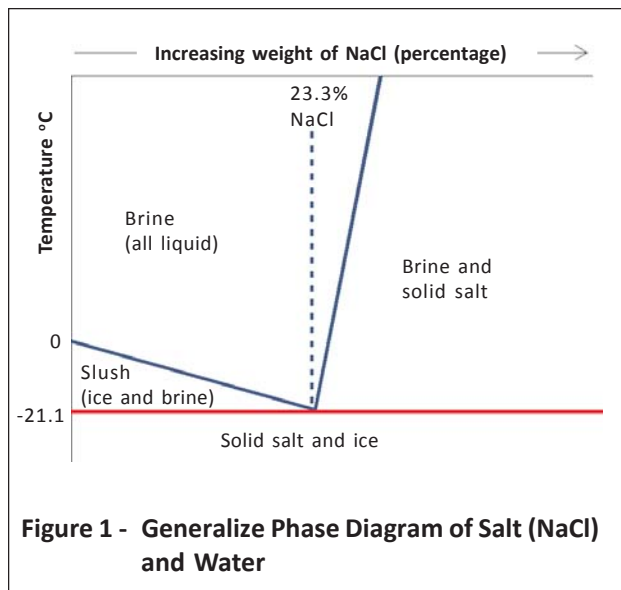 Increasing weight of NaCl (percentage)
23.3%
NaCl
Temperature °C
Brine
(all liquid)
Brine and
solid salt
0
Slush
(ice and brine)
-21.1
Solid salt and ice
Figure 1 - Generalize Phase Diagram of Salt (NaCl)
and Water